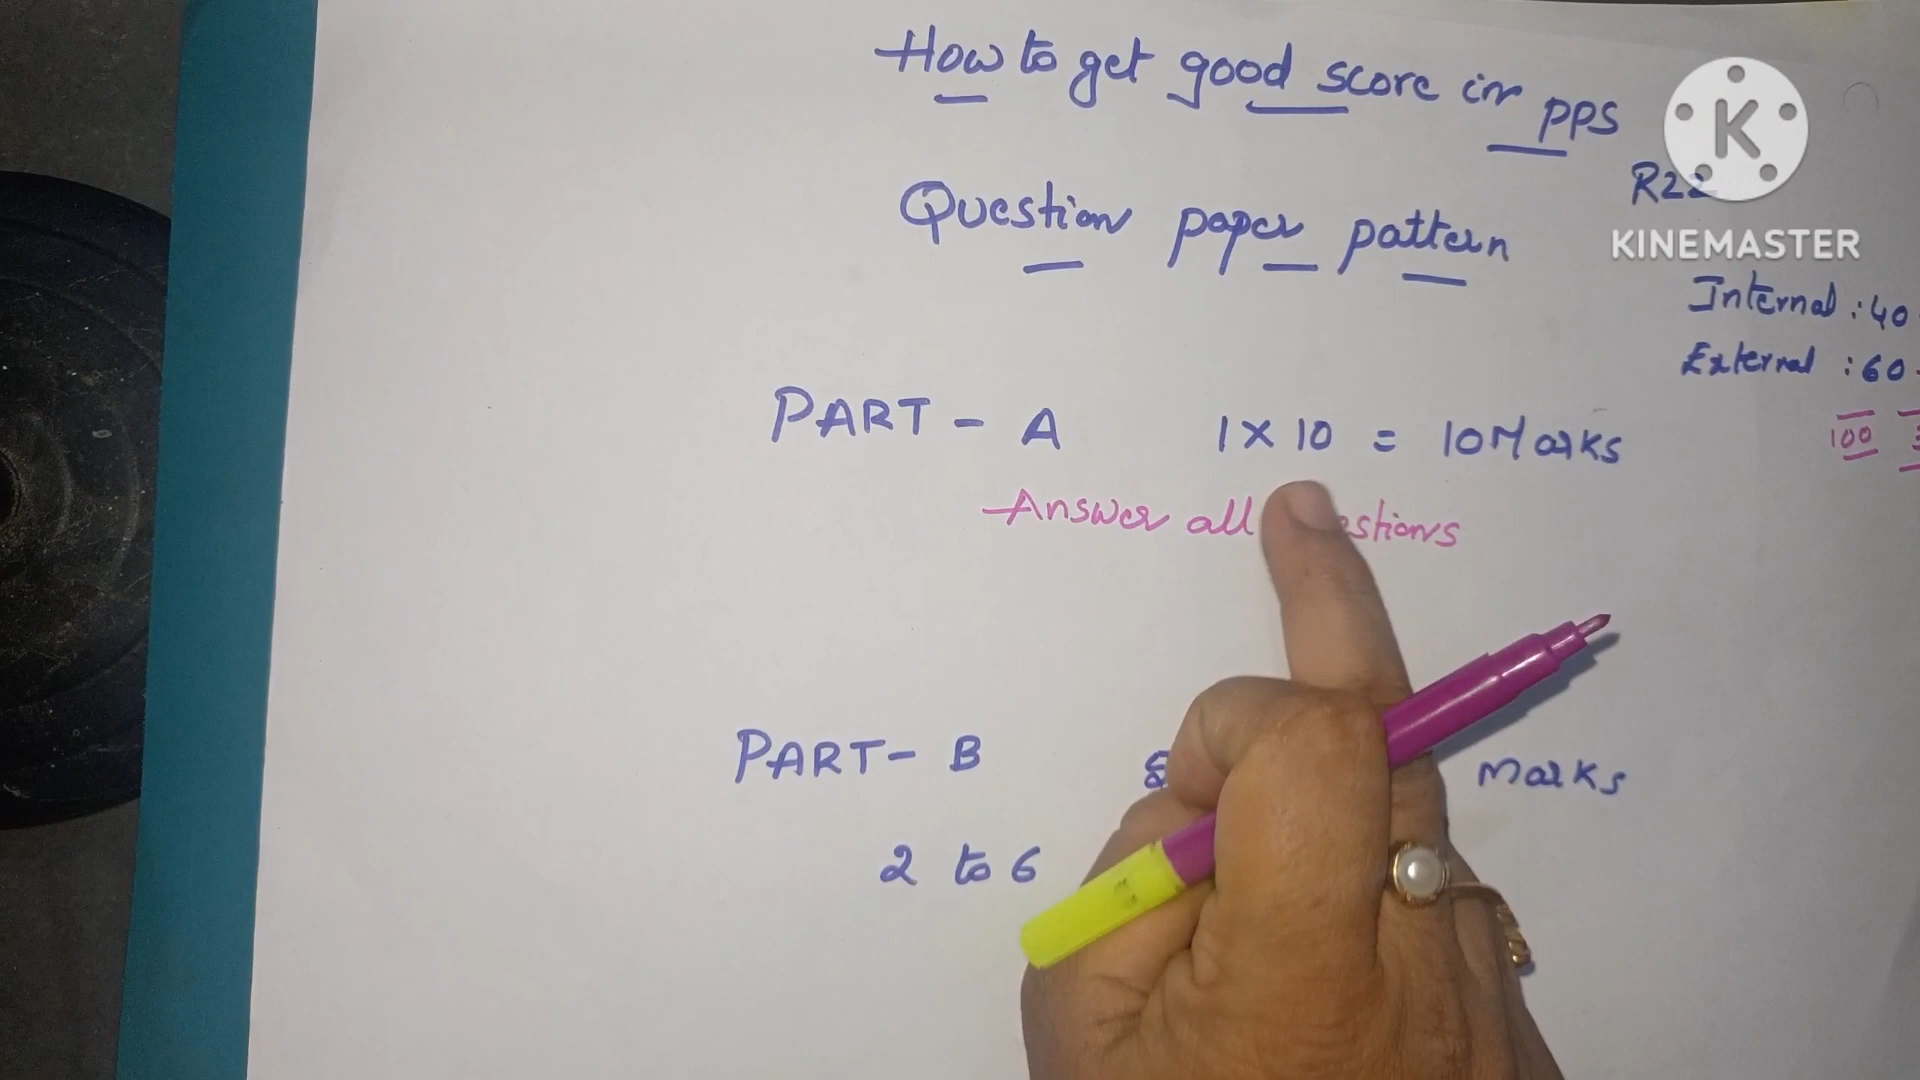 How to get good score in PPS
R22
KINEMASTER
Question paper pattern
Internal : 40
External : 60
100
PART - A 1 X 10 = 10 Marks
Answer all
PART - B Marks
2 to 6